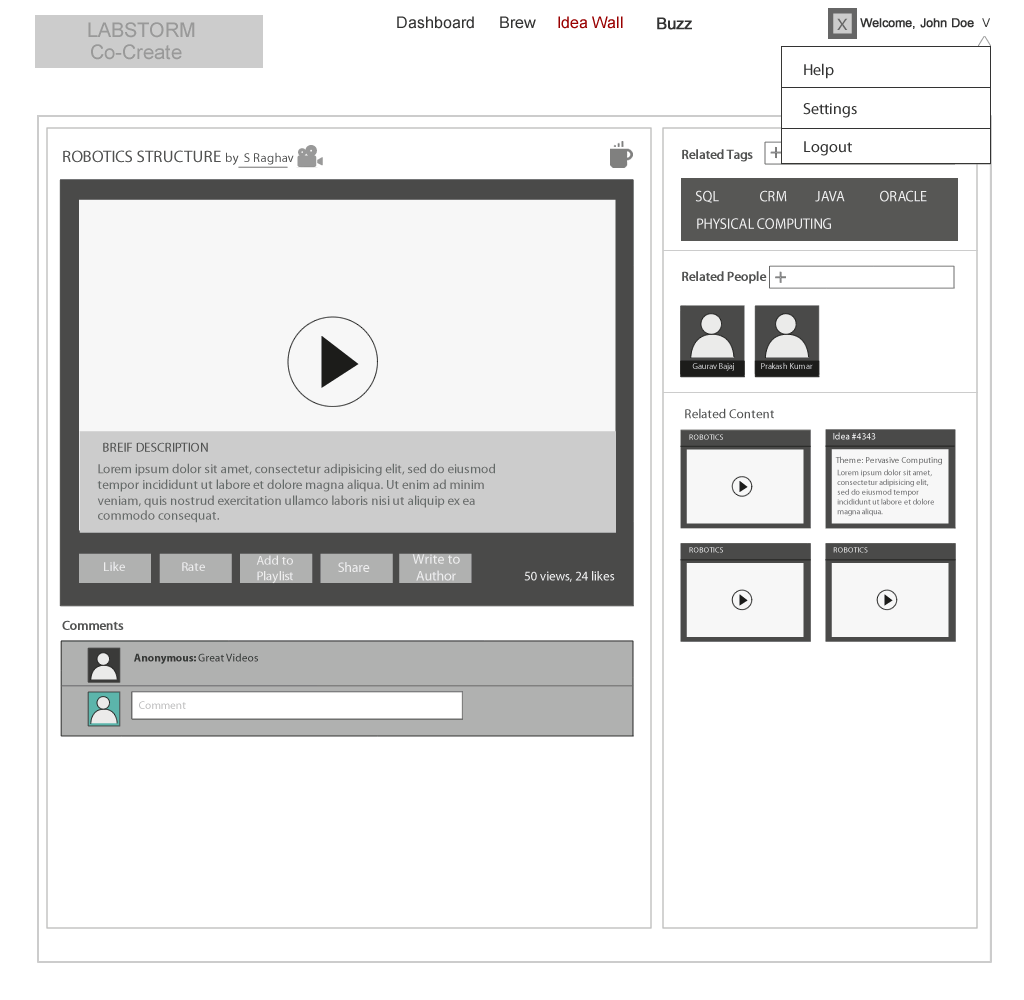 LABSTORM
Co-Create
Dashboard Brew Idea Wall Buzz
X Welcome, John Doe V
Help
Settings
Logout
ROBOTICS STRUCTURE by S Raghav
BREIF DESCRIPTION
Lorem ipsum dolor sit amet, consectetur adipisicing elit, sed do eiusmod
tempor incididunt ut labore et dolore magna aliqua. Ut enim ad minim
veniam, quis nostrud exercitation ullamco laboris nisi ut aliquip ex ea
commodo consequat.
Like
Rate
Add to
Playlist
Share
Write to
Author
50 views, 24 likes
Comments
Anonymous: Great Videos
Comment
Related Tags +
SQL CRM JAVA ORACLE
PHYSICAL COMPUTING
Related People +
Gaurav Bajaj
Prakash Kumar
Related Content
ROBOTICS
Idea #4343
Theme: Pervasive Computing
Lorem ipsum dolor sit amet,
consectetur adipisicing elit,
sed do eiusmod tempor
incididunt ut labore et dolore
magna aliqua.
ROBOTICS
ROBOTICS